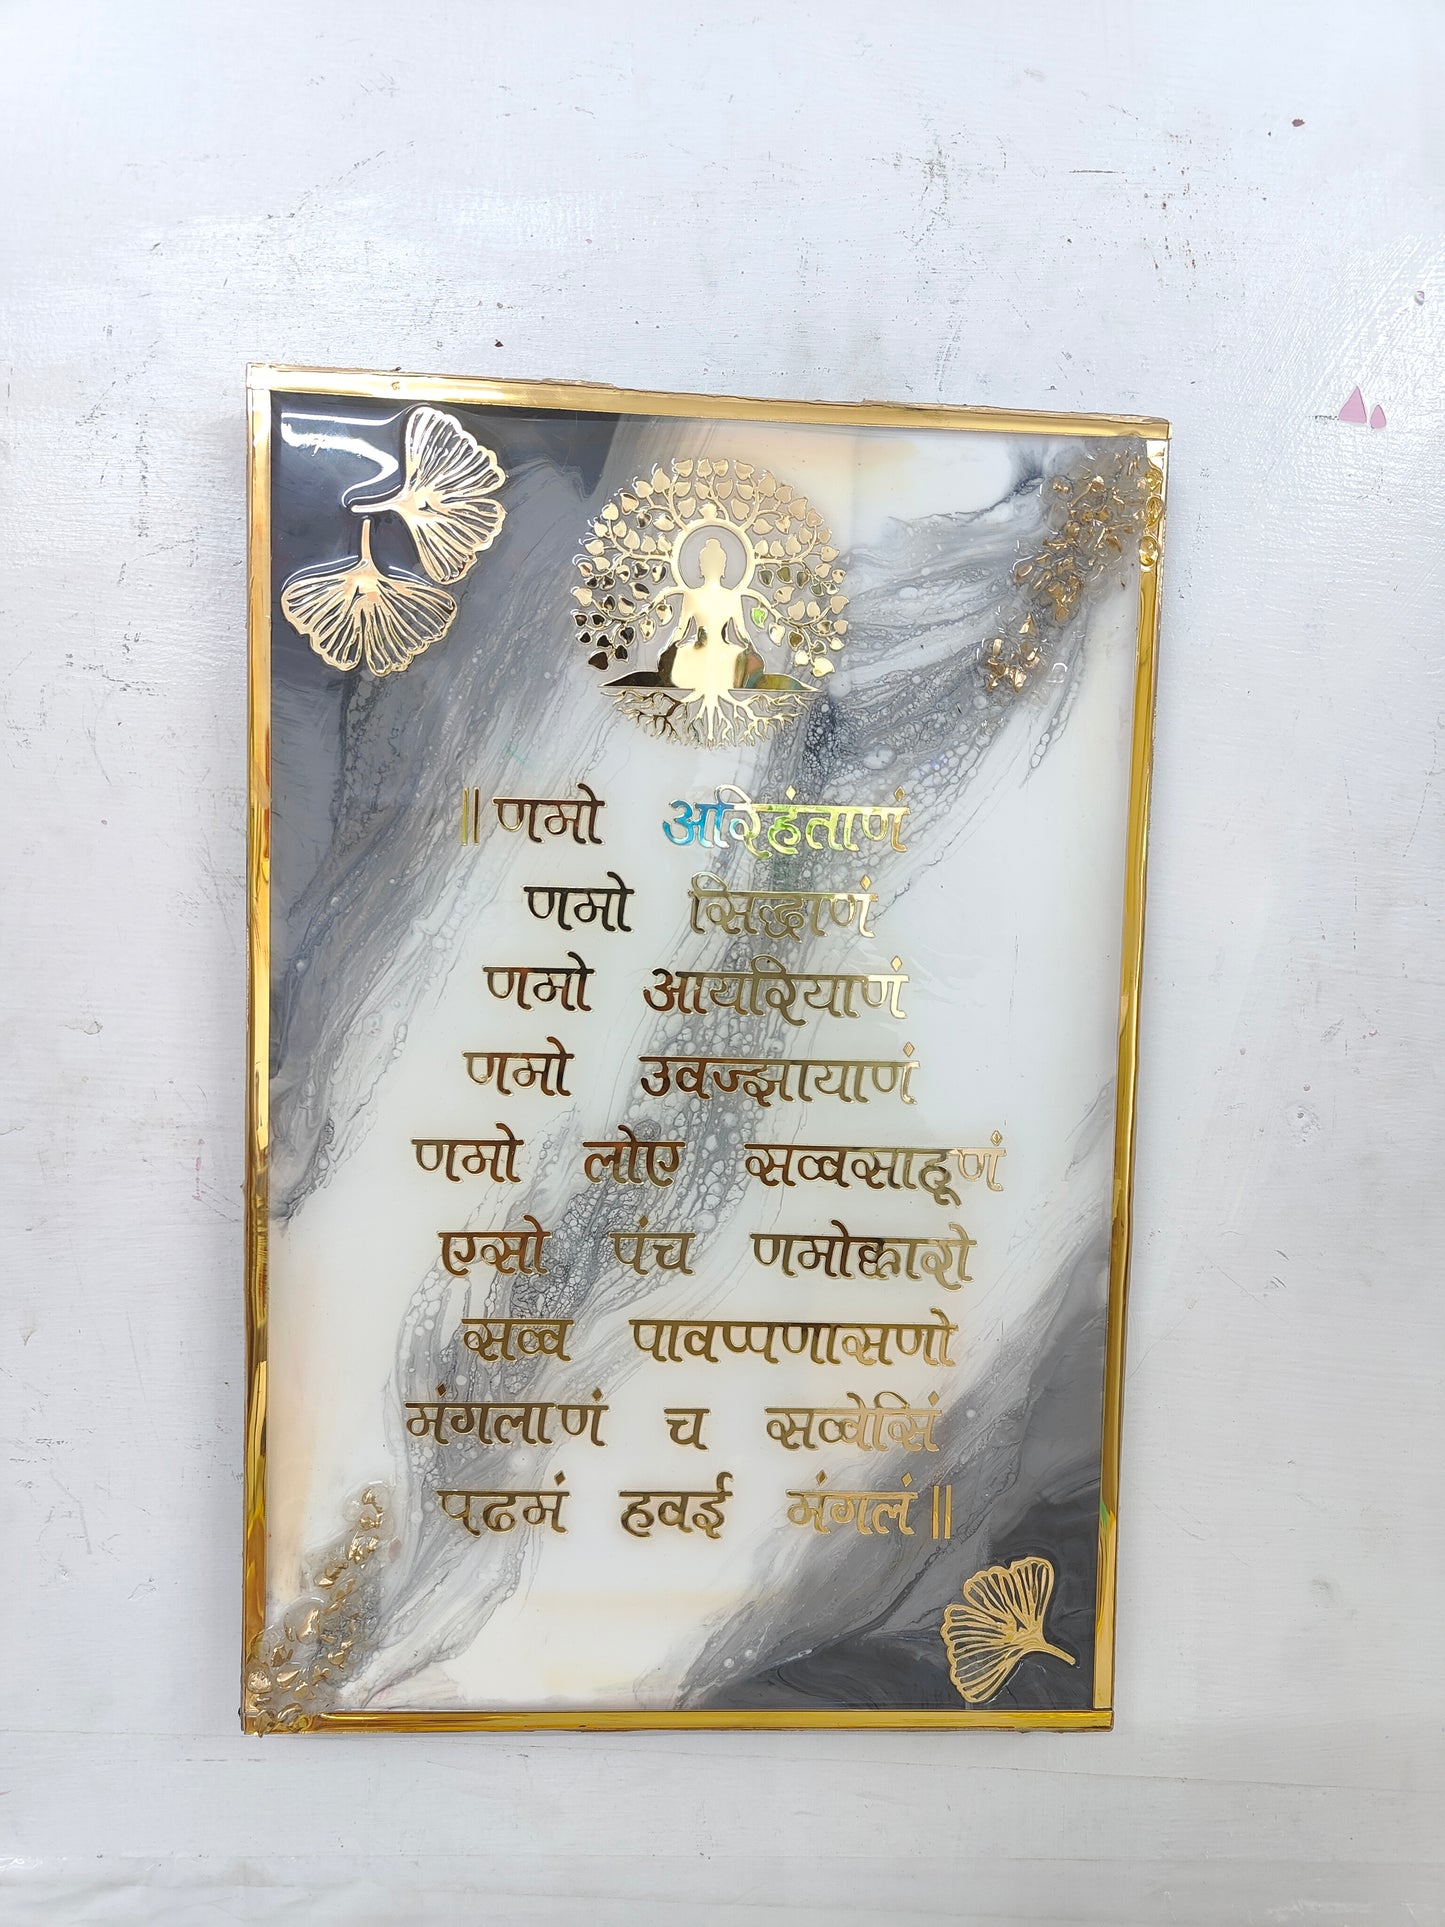 ॥ णमो अरिहंताणं
णमो सिद्धाणं
णमो आयरियाणं
णमो उवज्झायाणं
णमो लोए सव्वसाहूणं
एसो पंच णमोक्कारो
सव्व पावप्पणासणो
मंगलाणं च सव्वेसिं
पढमं हवई मंगलं ॥